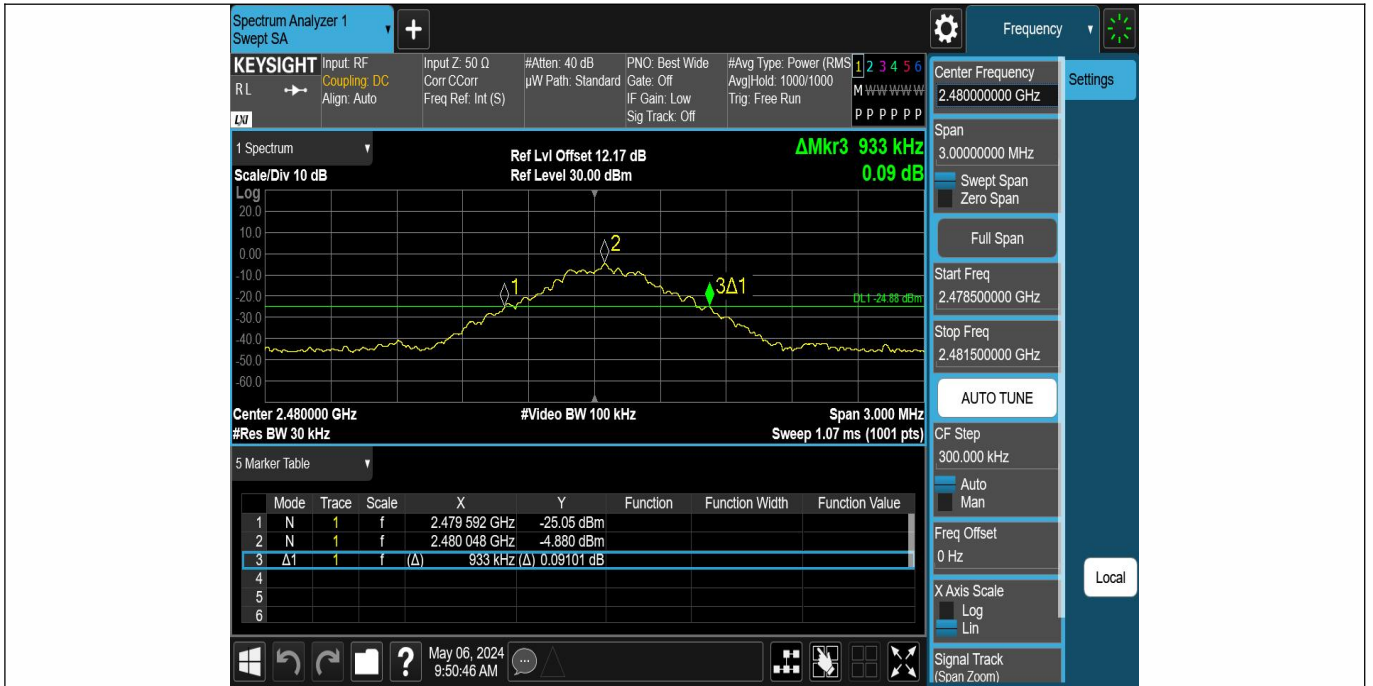 Spectrum Analyzer 1
Swept SA
+
Frequency
KEYSIGHT
RL
LXI
Input: RF
Coupling: DC
Align: Auto
Input Z: 50 Ω
Corr CCorr
Freq Ref: Int (S)
#Atten: 40 dB
µW Path: Standard
PNO: Best Wide
Gate: Off
IF Gain: Low
Sig Track: Off
#Avg Type: Power (RMS
Avg|Hold: 1000/1000
Trig: Free Run
1 2 3 4 5 6
M W W W W W
P P P P P P
1 Spectrum
Scale/Div 10 dB
Ref Lvl Offset 12.17 dB
Ref Level 30.00 dBm
ΔMkr3 933 kHz
0.09 dB
Log
20.0
10.0
0.00
-10.0
-20.0
-30.0
-40.0
-50.0
-60.0
1
2
3Δ1
DL1 -24.88 dBm
Center 2.480000 GHz
#Video BW 100 kHz
Span 3.000 MHz
#Res BW 30 kHz
Sweep 1.07 ms (1001 pts)
5 Marker Table
Mode Trace Scale X Y Function Function Width Function Value
1 N 1 f 2.479 592 GHz -25.05 dBm
2 N 1 f 2.480 048 GHz -4.880 dBm
3 Δ1 1 f (Δ) 933 kHz (Δ) 0.09101 dB
4
5
6
?
May 06, 2024
9:50:46 AM
Center Frequency
2.480000000 GHz
Settings
Span
3.00000000 MHz
Swept Span
Zero Span
Full Span
Start Freq
2.478500000 GHz
Stop Freq
2.481500000 GHz
AUTO TUNE
CF Step
300.000 kHz
Auto
Man
Freq Offset
0 Hz
X Axis Scale
Log
Lin
Signal Track
(Span Zoom)
Local